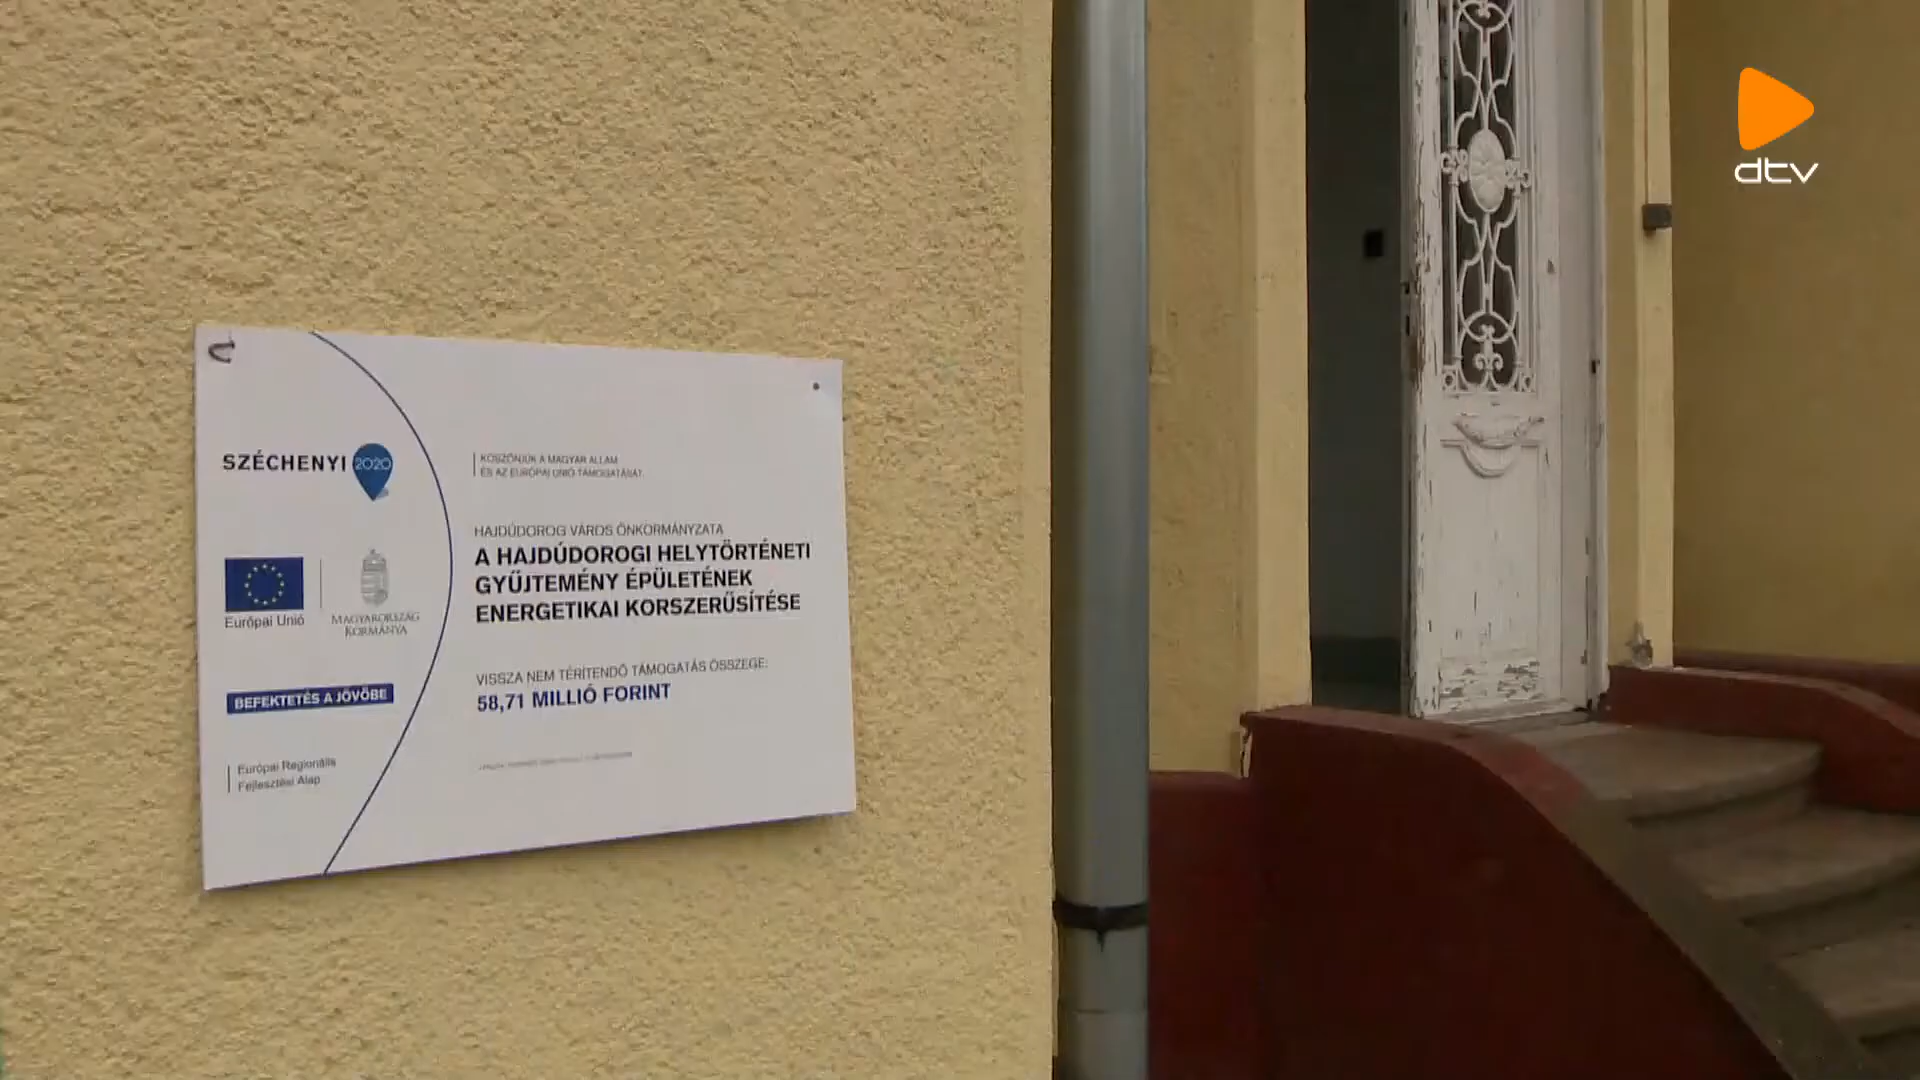 dtv
SZÉCHENYI 2020
Európai Unió
MAGYARORSZÁG
KORMÁNYA
BEFEKTETÉS A JÖVŐBE
Európai Regionális
Fejlesztési Alap
KÖSZÖNJÜK A MAGYAR ÁLLAM
ÉS AZ EURÓPAI UNIÓ TÁMOGATÁSÁT.
HAJDÚDOROG VÁROS ÖNKORMÁNYZATA
A HAJDÚDOROGI HELYTÖRTÉNETI
GYŰJTEMÉNY ÉPÜLETÉNEK
ENERGETIKAI KORSZERŰSÍTÉSE
VISSZA NEM TÉRÍTENDŐ TÁMOGATÁS ÖSSZEGE:
58,71 MILLIÓ FORINT